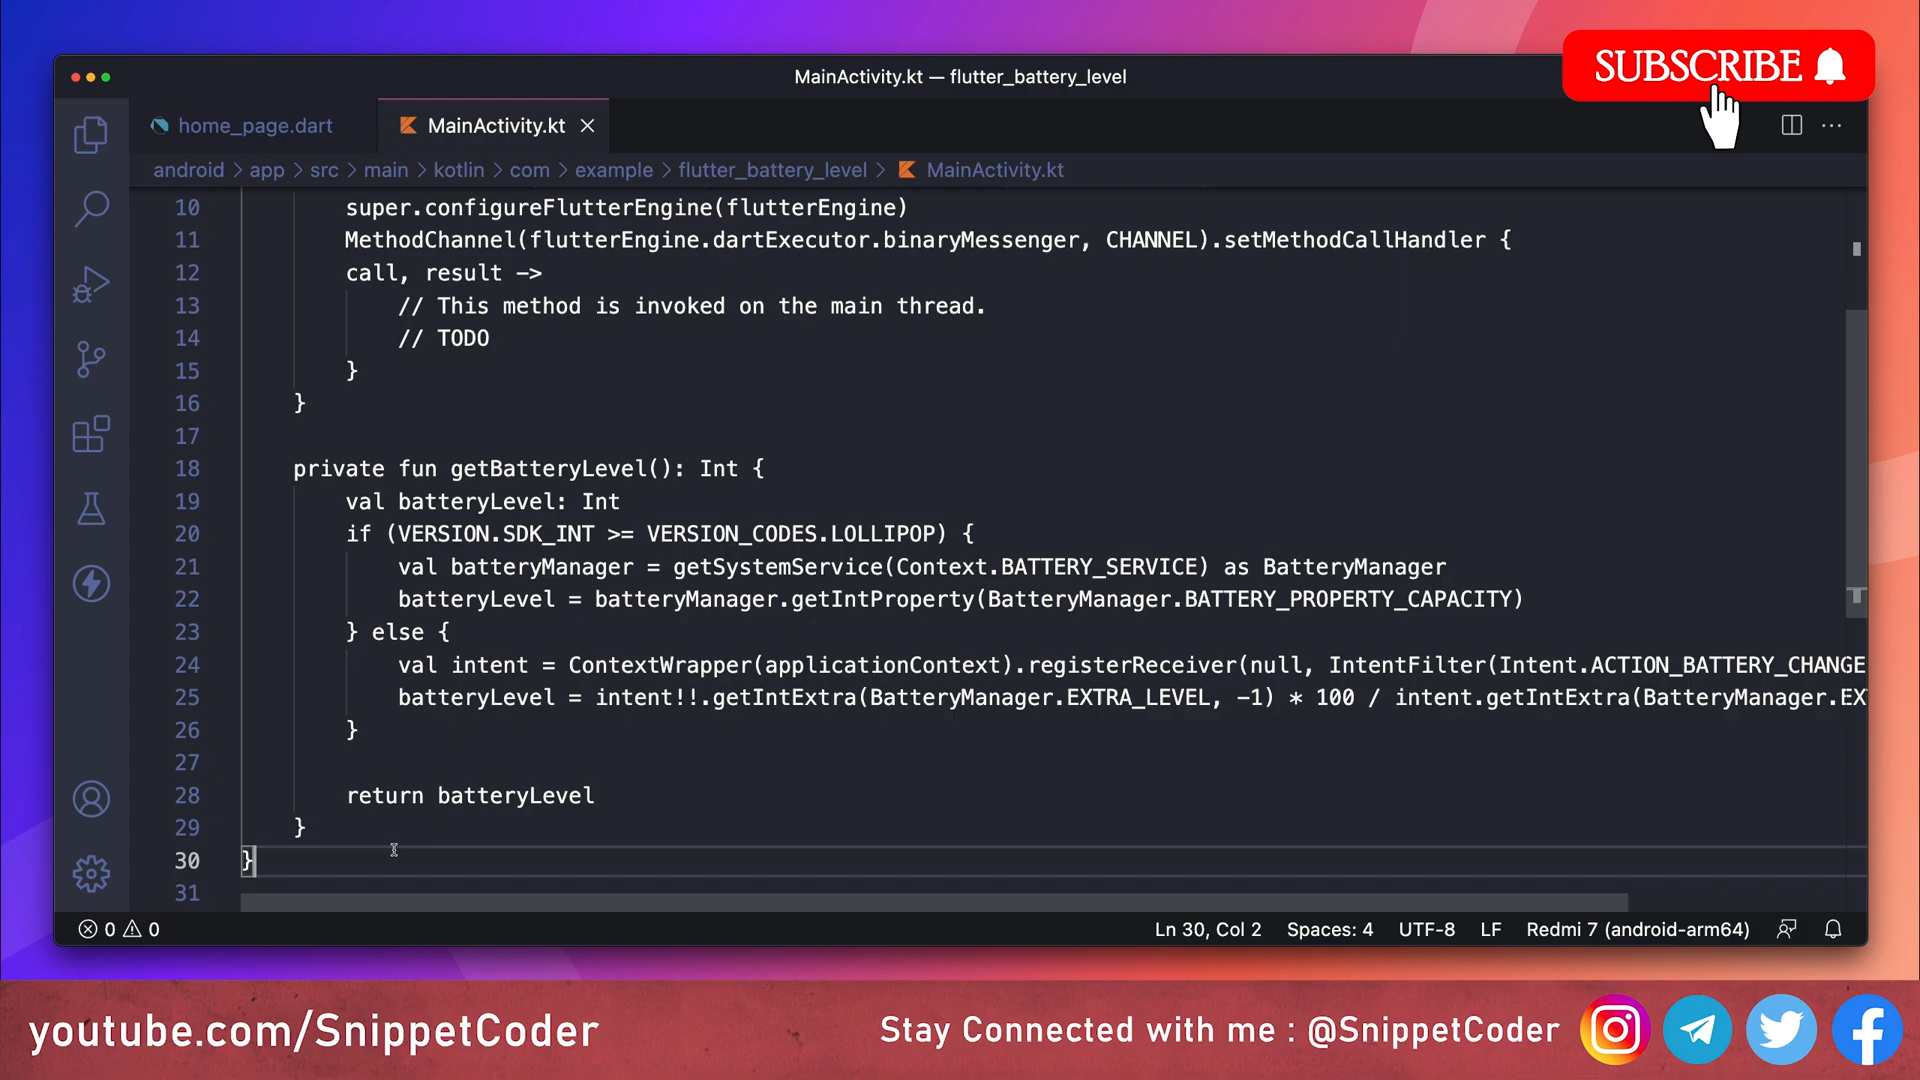 SUBSCRIBE
MainActivity.kt — flutter_battery_level
home_page.dart
MainActivity.kt
android > app > src > main > kotlin > com > example > flutter_battery_level > MainActivity.kt
10 super.configureFlutterEngine(flutterEngine)
11 MethodChannel(flutterEngine.dartExecutor.binaryMessenger, CHANNEL).setMethodCallHandler {
12 call, result ->
13 // This method is invoked on the main thread.
14 // TODO
15 }
16 }
17
18 private fun getBatteryLevel(): Int {
19 val batteryLevel: Int
20 if (VERSION.SDK_INT >= VERSION_CODES.LOLLIPOP) {
21 val batteryManager = getSystemService(Context.BATTERY_SERVICE) as BatteryManager
22 batteryLevel = batteryManager.getIntProperty(BatteryManager.BATTERY_PROPERTY_CAPACITY)
23 } else {
24 val intent = ContextWrapper(applicationContext).registerReceiver(null, IntentFilter(Intent.ACTION_BATTERY_CHANGE
25 batteryLevel = intent!!.getIntExtra(BatteryManager.EXTRA_LEVEL, -1) * 100 / intent.getIntExtra(BatteryManager.EX
26 }
27
28 return batteryLevel
29 }
30 }
31
0 0
Ln 30, Col 2 Spaces: 4 UTF-8 LF Redmi 7 (android-arm64)
youtube.com/SnippetCoder
Stay Connected with me : @SnippetCoder